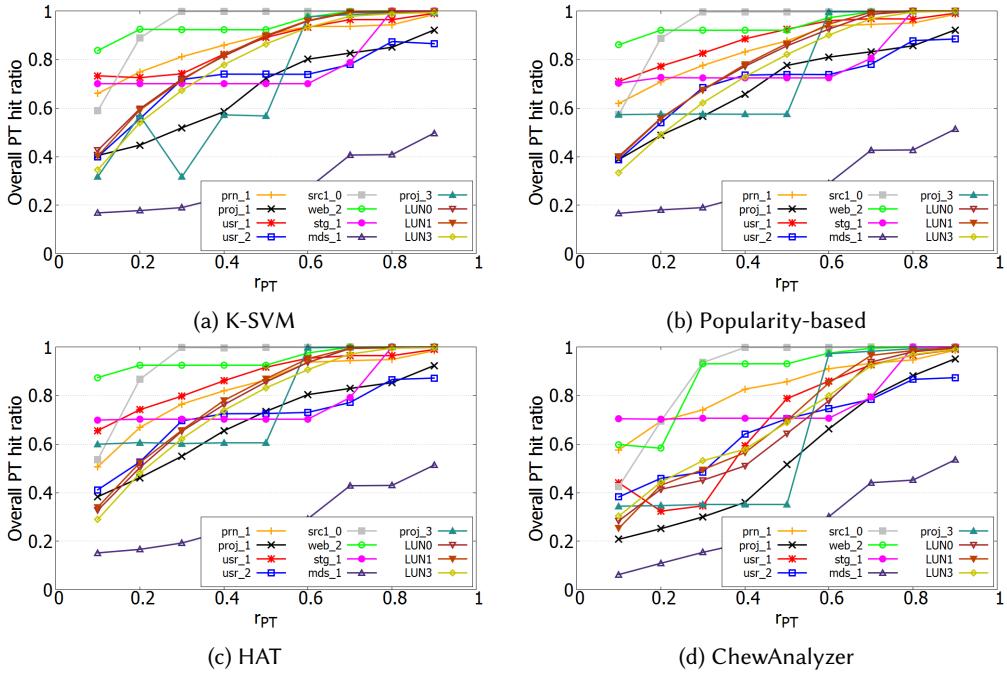 Overall PT hit ratio
1
0.8
0.6
0.4
0.2
0
prn_1 src1_0 proj_3
proj_1 web_2 LUN0
usr_1 stg_1 LUN1
usr_2 mds_1 LUN3
0 0.2 0.4 0.6 0.8 1
r_PT
(a) K-SVM
Overall PT hit ratio
1
0.8
0.6
0.4
0.2
0
prn_1 src1_0 proj_3
proj_1 web_2 LUN0
usr_1 stg_1 LUN1
usr_2 mds_1 LUN3
0 0.2 0.4 0.6 0.8 1
r_PT
(b) Popularity-based
Overall PT hit ratio
1
0.8
0.6
0.4
0.2
0
prn_1 src1_0 proj_3
proj_1 web_2 LUN0
usr_1 stg_1 LUN1
usr_2 mds_1 LUN3
0 0.2 0.4 0.6 0.8 1
r_PT
(c) HAT
Overall PT hit ratio
1
0.8
0.6
0.4
0.2
0
prn_1 src1_0 proj_3
proj_1 web_2 LUN0
usr_1 stg_1 LUN1
usr_2 mds_1 LUN3
0 0.2 0.4 0.6 0.8 1
r_PT
(d) ChewAnalyzer